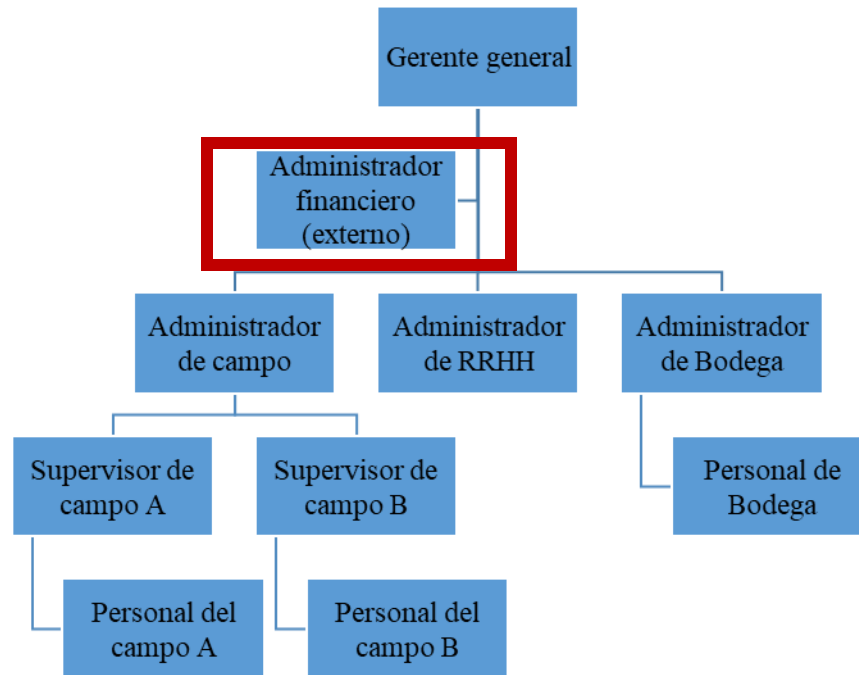 Gerente general
Administrador
financiero
(externo)
Administrador
de campo
Administrador
de RRHH
Administrador
de Bodega
Supervisor de
campo A
Supervisor de
campo B
Personal de
Bodega
Personal del
campo A
Personal del
campo B